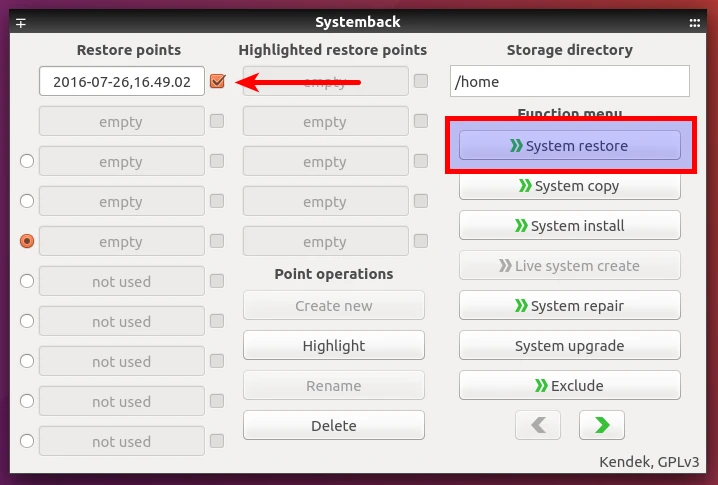 Systemback
Restore points
2016-07-26,16.49.02
empty
empty
empty
empty
not used
not used
not used
not used
not used
Highlighted restore points
empty
empty
empty
empty
empty
Point operations
Create new
Highlight
Rename
Delete
Storage directory
/home
Function menu
System restore
System copy
System install
Live system create
System repair
System upgrade
Exclude
Kendek, GPLv3